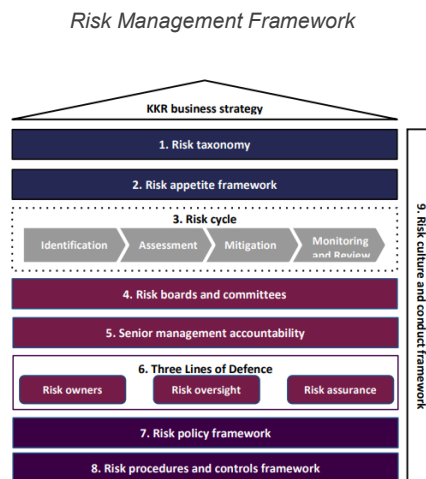 Risk Management Framework
KKR business strategy
1. Risk taxonomy
2. Risk appetite framework
3. Risk cycle
Identification
Assessment
Mitigation
Monitoring
and Review
4. Risk boards and committees
5. Senior management accountability
6. Three Lines of Defence
Risk owners
Risk oversight
Risk assurance
7. Risk policy framework
8. Risk procedures and controls framework
9. Risk culture and conduct framework